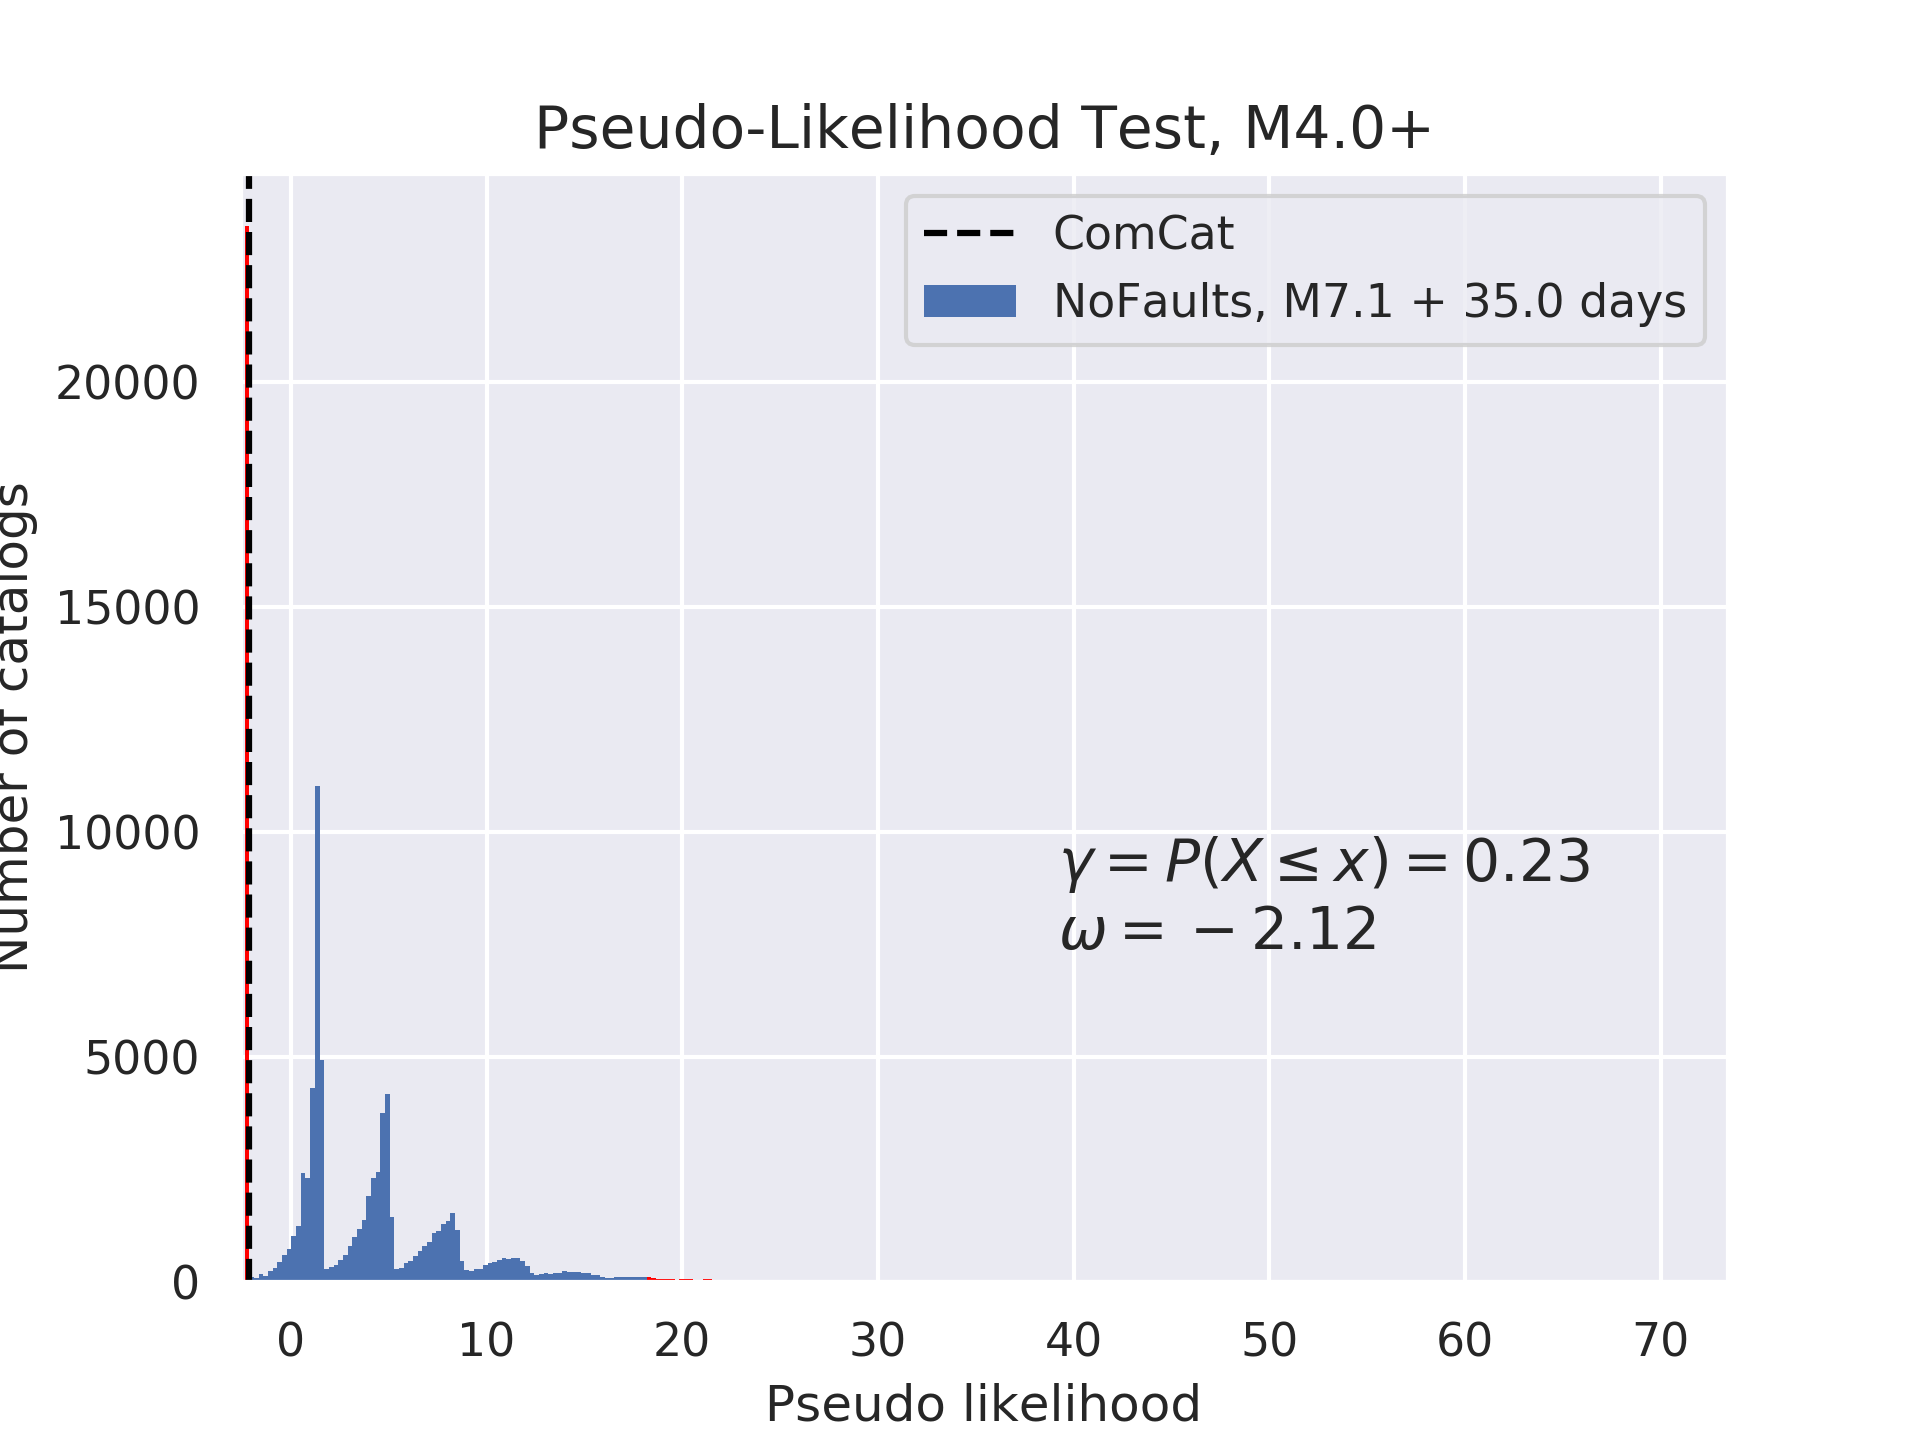 Pseudo-Likelihood Test, M4.0+
ComCat
NoFaults, M7.1 + 35.0 days
Number of catalogs
20000
15000
10000
5000
0
γ = P(X ≤ x) = 0.23
ω = − 2.12
0 10 20 30 40 50 60 70
Pseudo likelihood